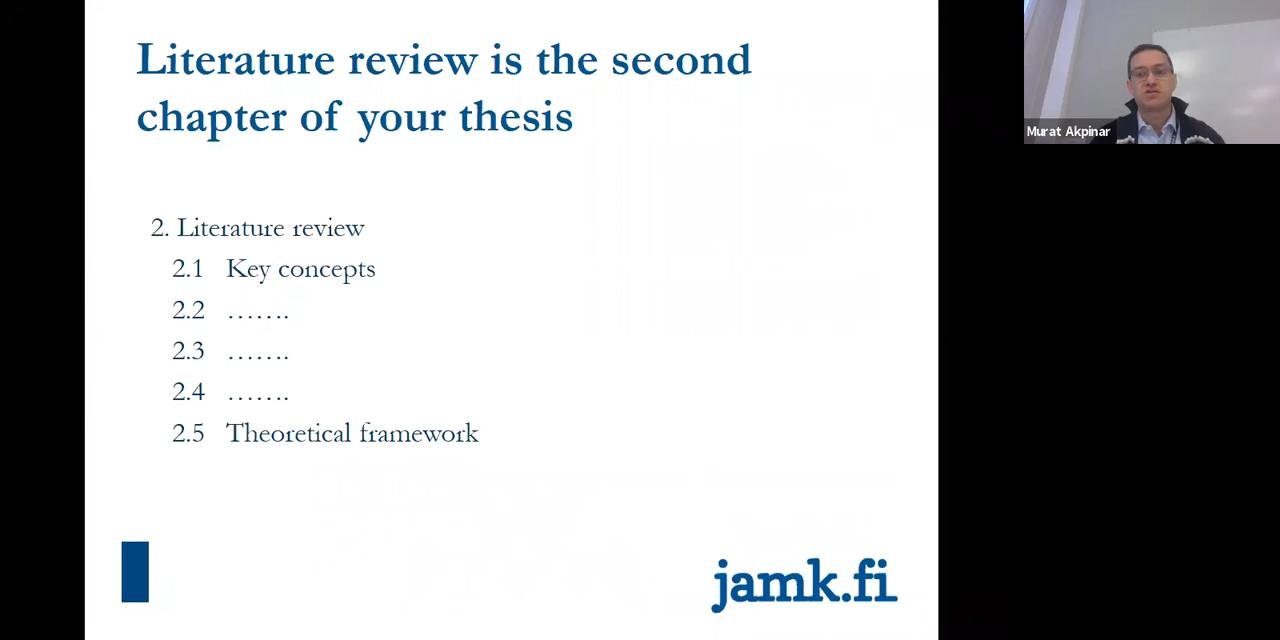 Literature review is the second
chapter of your thesis
2. Literature review
2.1 Key concepts
2.2 …….
2.3 …….
2.4 …….
2.5 Theoretical framework
jamk.fi
Murat Akpinar